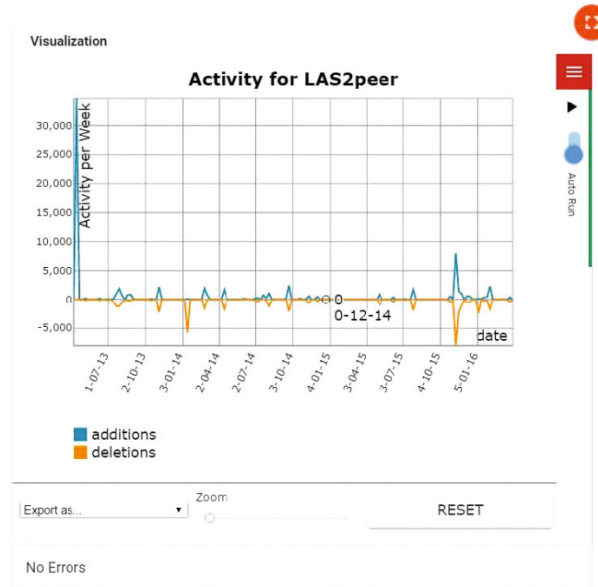 Visualization
Activity for LAS2peer
Activity per Week
30,000
25,000
20,000
15,000
10,000
5,000
0
-5,000
0
0-12-14
date
1-07-13
2-10-13
3-01-14
2-04-14
2-07-14
3-10-14
4-01-15
3-04-15
3-07-15
4-10-15
5-01-16
additions
deletions
Export as...
Zoom
RESET
No Errors
Auto Run